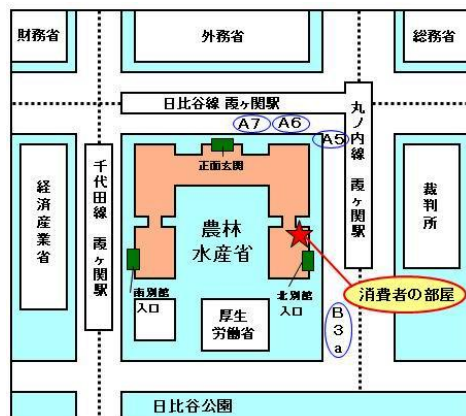 財務省
外務省
総務省
日比谷線 霞ヶ関駅
A7
A6
A5
丸ノ内線 霞ヶ関駅
千代田線 霞ヶ関駅
正面玄関
経済産業省
農林
水産省
裁判所
南別館
入口
北別館
入口
消費者の部屋
厚生
労働省
B3a
日比谷公園